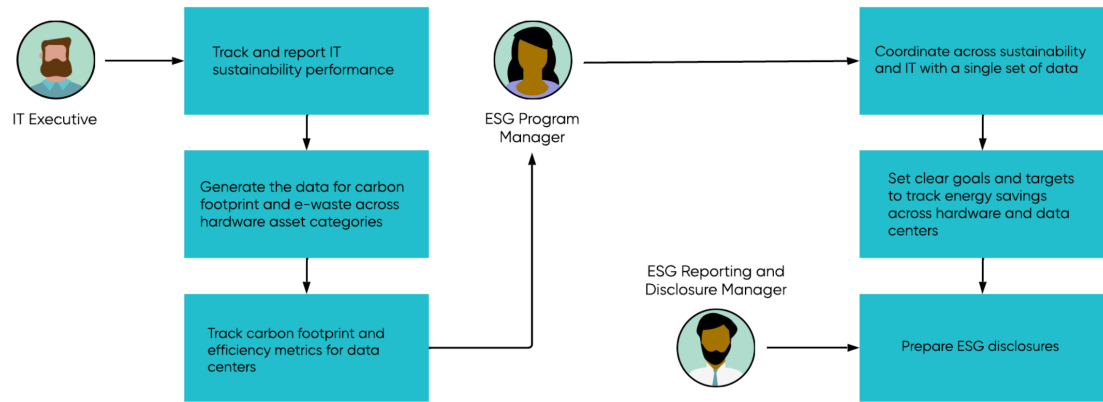 IT Executive
Track and report IT
sustainability performance
Generate the data for carbon
footprint and e-waste across
hardware asset categories
Track carbon footprint and
efficiency metrics for data
centers
ESG Program
Manager
Coordinate across sustainability
and IT with a single set of data
Set clear goals and targets
to track energy savings
across hardware and data
centers
ESG Reporting and
Disclosure Manager
Prepare ESG disclosures